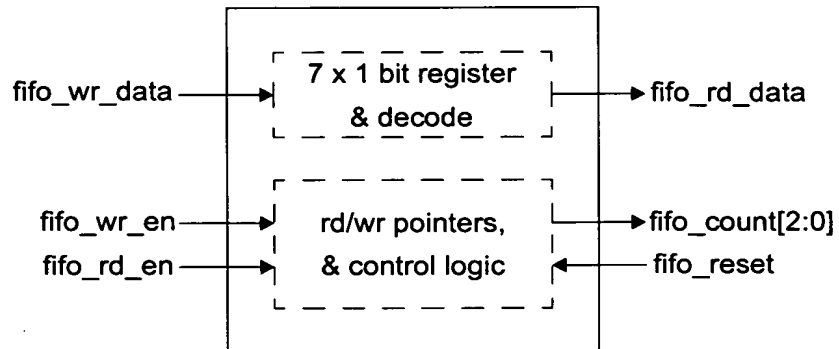 fifo_wr_data
7 x 1 bit register
& decode
fifo_rd_data
fifo_wr_en
fifo_rd_en
rd/wr pointers,
& control logic
fifo_count[2:0]
fifo_reset